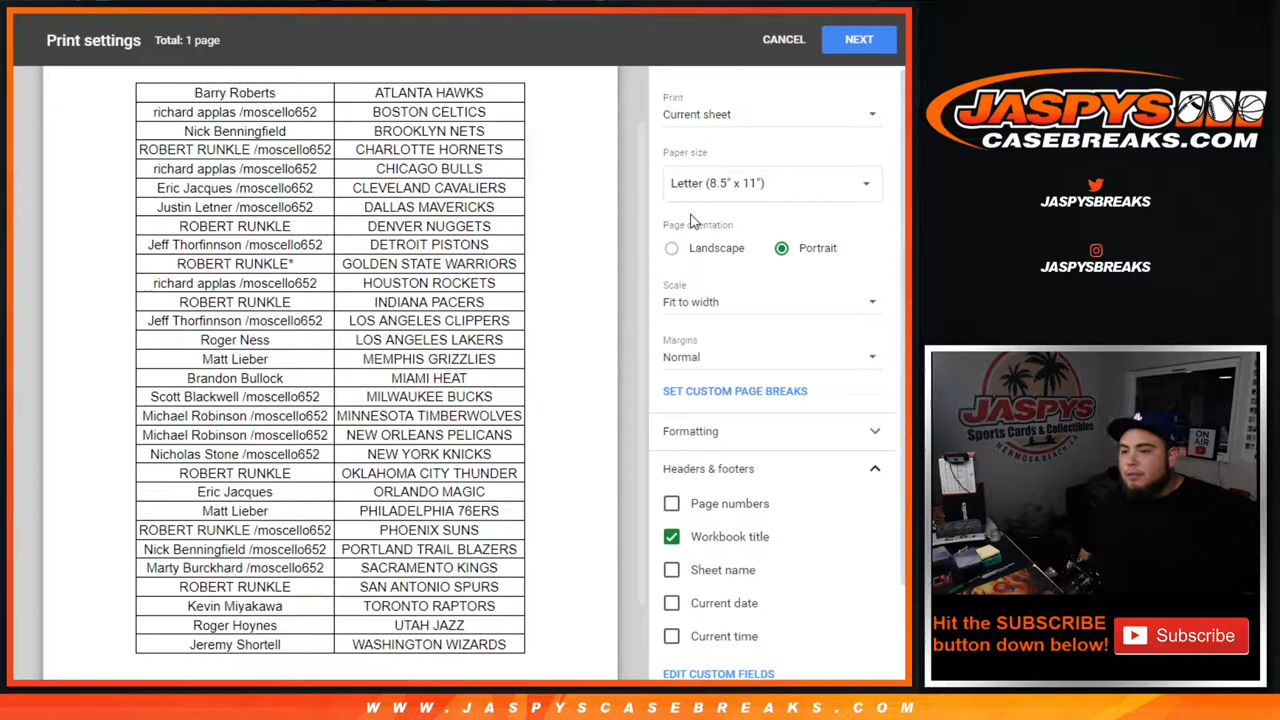 Print settings Total: 1 page CANCEL NEXT
Barry Roberts ATLANTA HAWKS
richard applas /moscello652 BOSTON CELTICS
Nick Benningfield BROOKLYN NETS
ROBERT RUNKLE /moscello652 CHARLOTTE HORNETS
richard applas /moscello652 CHICAGO BULLS
Eric Jacques /moscello652 CLEVELAND CAVALIERS
Justin Letner /moscello652 DALLAS MAVERICKS
ROBERT RUNKLE DENVER NUGGETS
Jeff Thorfinnson /moscello652 DETROIT PISTONS
ROBERT RUNKLE* GOLDEN STATE WARRIORS
richard applas /moscello652 HOUSTON ROCKETS
ROBERT RUNKLE INDIANA PACERS
Jeff Thorfinnson /moscello652 LOS ANGELES CLIPPERS
Roger Ness LOS ANGELES LAKERS
Matt Lieber MEMPHIS GRIZZLIES
Brandon Bullock MIAMI HEAT
Scott Blackwell /moscello652 MILWAUKEE BUCKS
Michael Robinson /moscello652 MINNESOTA TIMBERWOLVES
Michael Robinson /moscello652 NEW ORLEANS PELICANS
Nicholas Stone /moscello652 NEW YORK KNICKS
ROBERT RUNKLE OKLAHOMA CITY THUNDER
Eric Jacques ORLANDO MAGIC
Matt Lieber PHILADELPHIA 76ERS
ROBERT RUNKLE /moscello652 PHOENIX SUNS
Nick Benningfield /moscello652 PORTLAND TRAIL BLAZERS
Marty Burckhard /moscello652 SACRAMENTO KINGS
ROBERT RUNKLE SAN ANTONIO SPURS
Kevin Miyakawa TORONTO RAPTORS
Roger Hoynes UTAH JAZZ
Jeremy Shortell WASHINGTON WIZARDS
Print
Current sheet
Paper size
Letter (8.5" x 11")
Page orientation
Landscape Portrait
Scale
Fit to width
Margins
Normal
SET CUSTOM PAGE BREAKS
Formatting
Headers & footers
Page numbers
Workbook title
Sheet name
Current date
Current time
EDIT CUSTOM FIELDS
JASPYS
CASEBREAKS.COM
JASPYSBREAKS
JASPYSBREAKS
JASPYS
Sports Cards & Collectibles
HERMOSA BEACH
ON
AIR
Hit the SUBSCRIBE
button down below!
Subscribe
WWW.JASPYSCASEBREAKS.COM